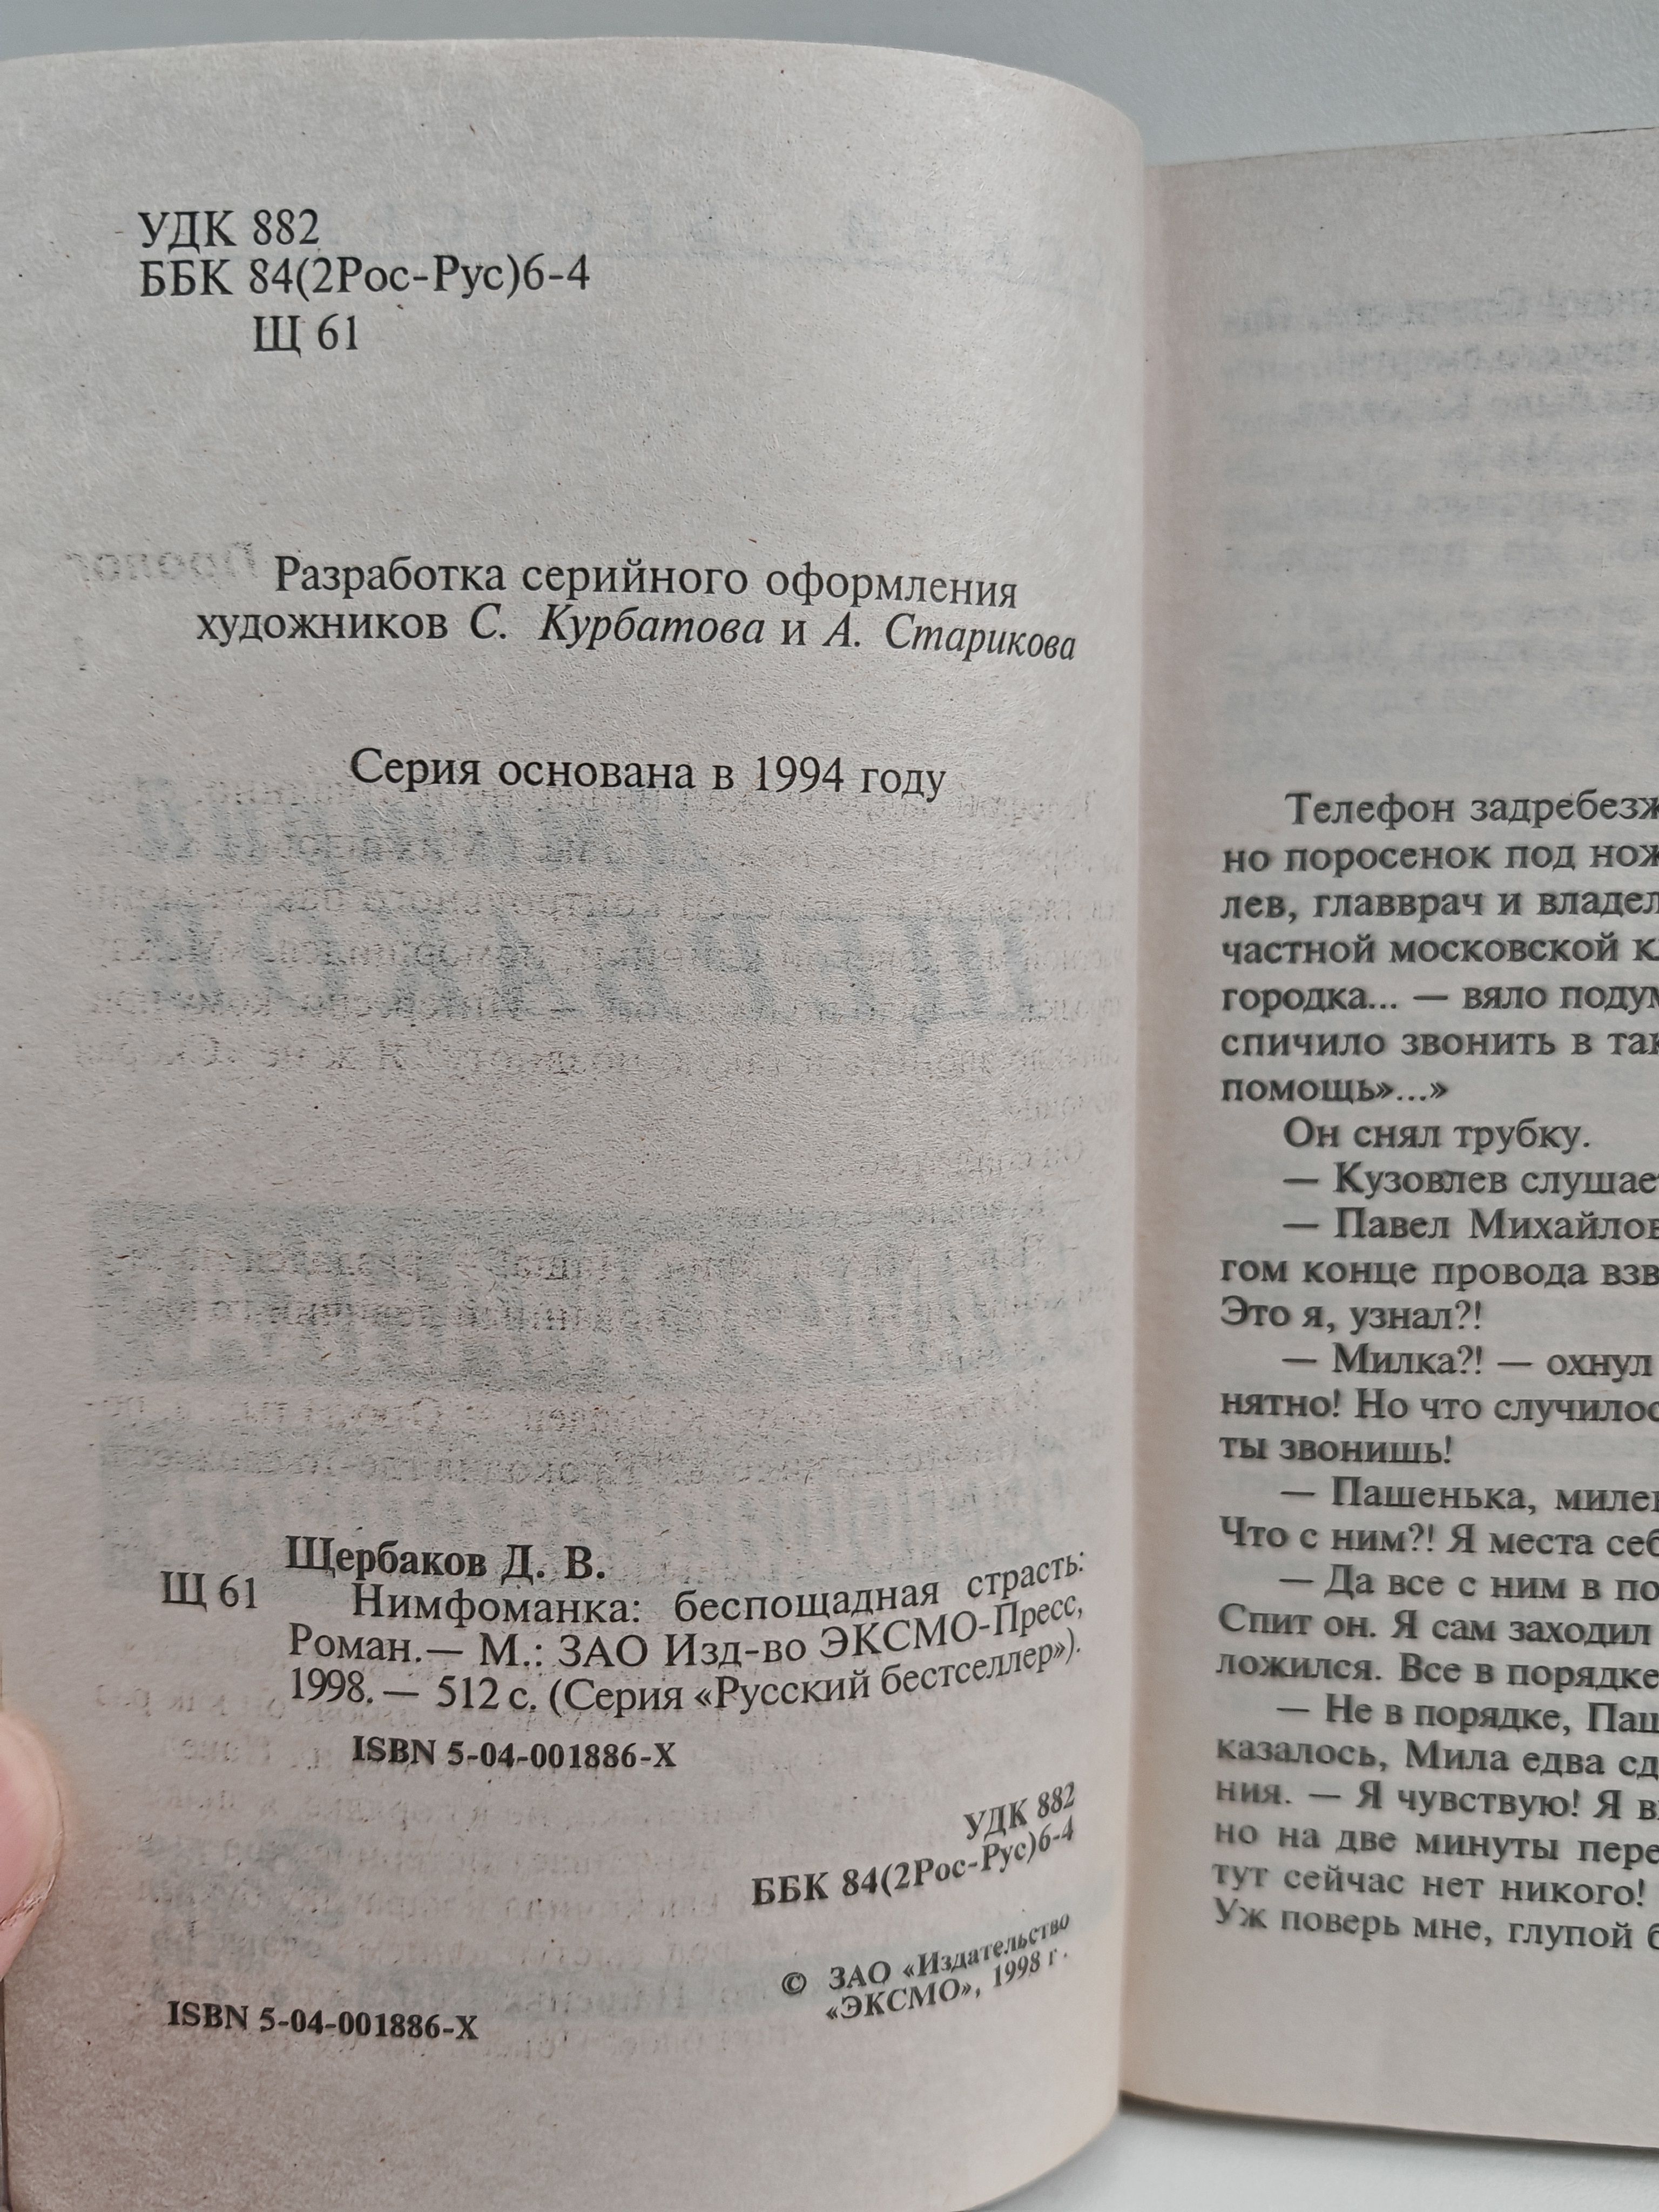 УДК 882
ББК 84(2Рос-Рус)6-4
Щ 61
Разработка серийного оформления
художников С. Курбатова и А. Старикова
Серия основана в 1994 году
Щербаков Д. В.
Щ 61 Нимфоманка: беспощадная страсть:
Роман.— М.: ЗАО Изд-во ЭКСМО-Пресс,
1998. — 512 с. (Серия «Русский бестселлер»).
ISBN 5-04-001886-X
УДК 882
ББК 84(2Рос-Рус)6-4
© ЗАО «Издательство
«ЭКСМО», 1998 г.
ISBN 5-04-001886-X
Телефон задребезж
но поросенок под нож
лев, главврач и владел
частной московской к
городка... — вяло подум
спичило звонить в так
помощь»...»
Он снял трубку.
— Кузовлев слушает
— Павел Михайлов
гом конце провода взв
Это я, узнал?!
— Милка?! — охнул
нятно! Но что случилос
ты звонишь!
— Пашенька, милен
Что с ним?! Я места себ
— Да все с ним в по
Спит он. Я сам заходил
ложился. Все в порядке
— Не в порядке, Паш
казалось, Мила едва сд
ния. — Я чувствую! Я в
но на две минуты пере
тут сейчас нет никого!
Уж поверь мне, глупой б